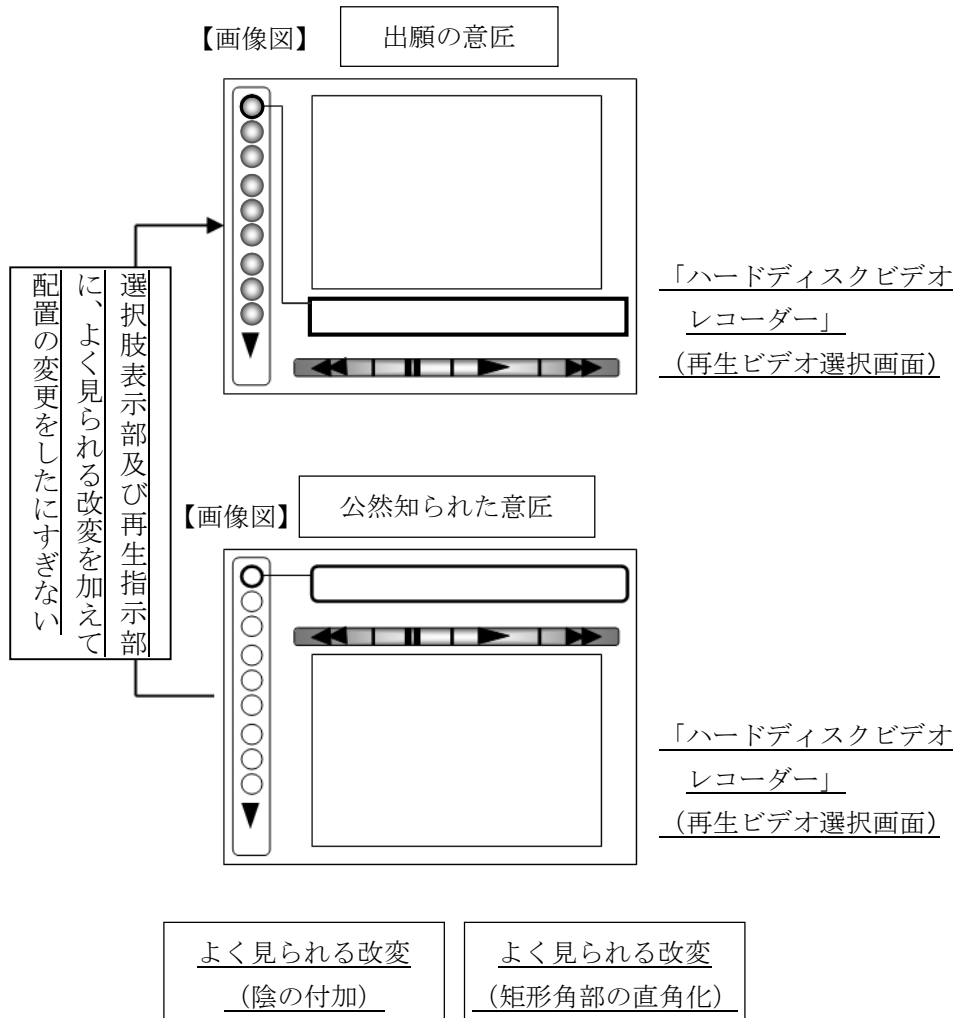 【画像図】
出願の意匠
「ハードディスクビデオ
レコーダー」
（再生ビデオ選択画面）
選択肢表示部及び再生指示部
に、よく見られる改変を加えて
配置の変更をしたにすぎない
【画像図】
公然知られた意匠
「ハードディスクビデオ
レコーダー」
（再生ビデオ選択画面）
よく見られる改変
（陰の付加）
よく見られる改変
（矩形角部の直角化）